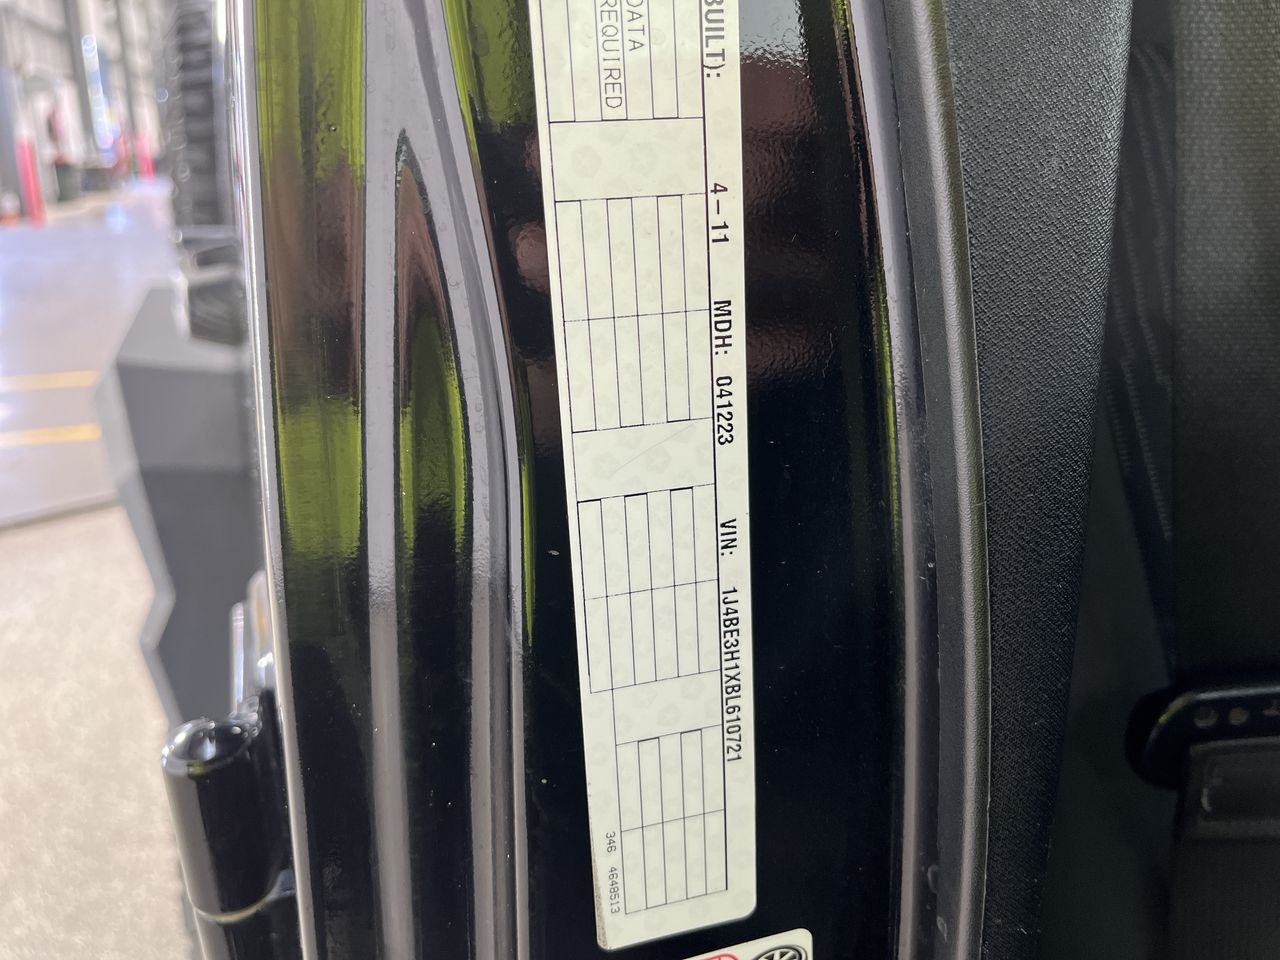 BUILT): 4-11 MDH: 041223 VIN: 1J4BE3H1XBL610721
DATA
REQUIRED
346 4648513